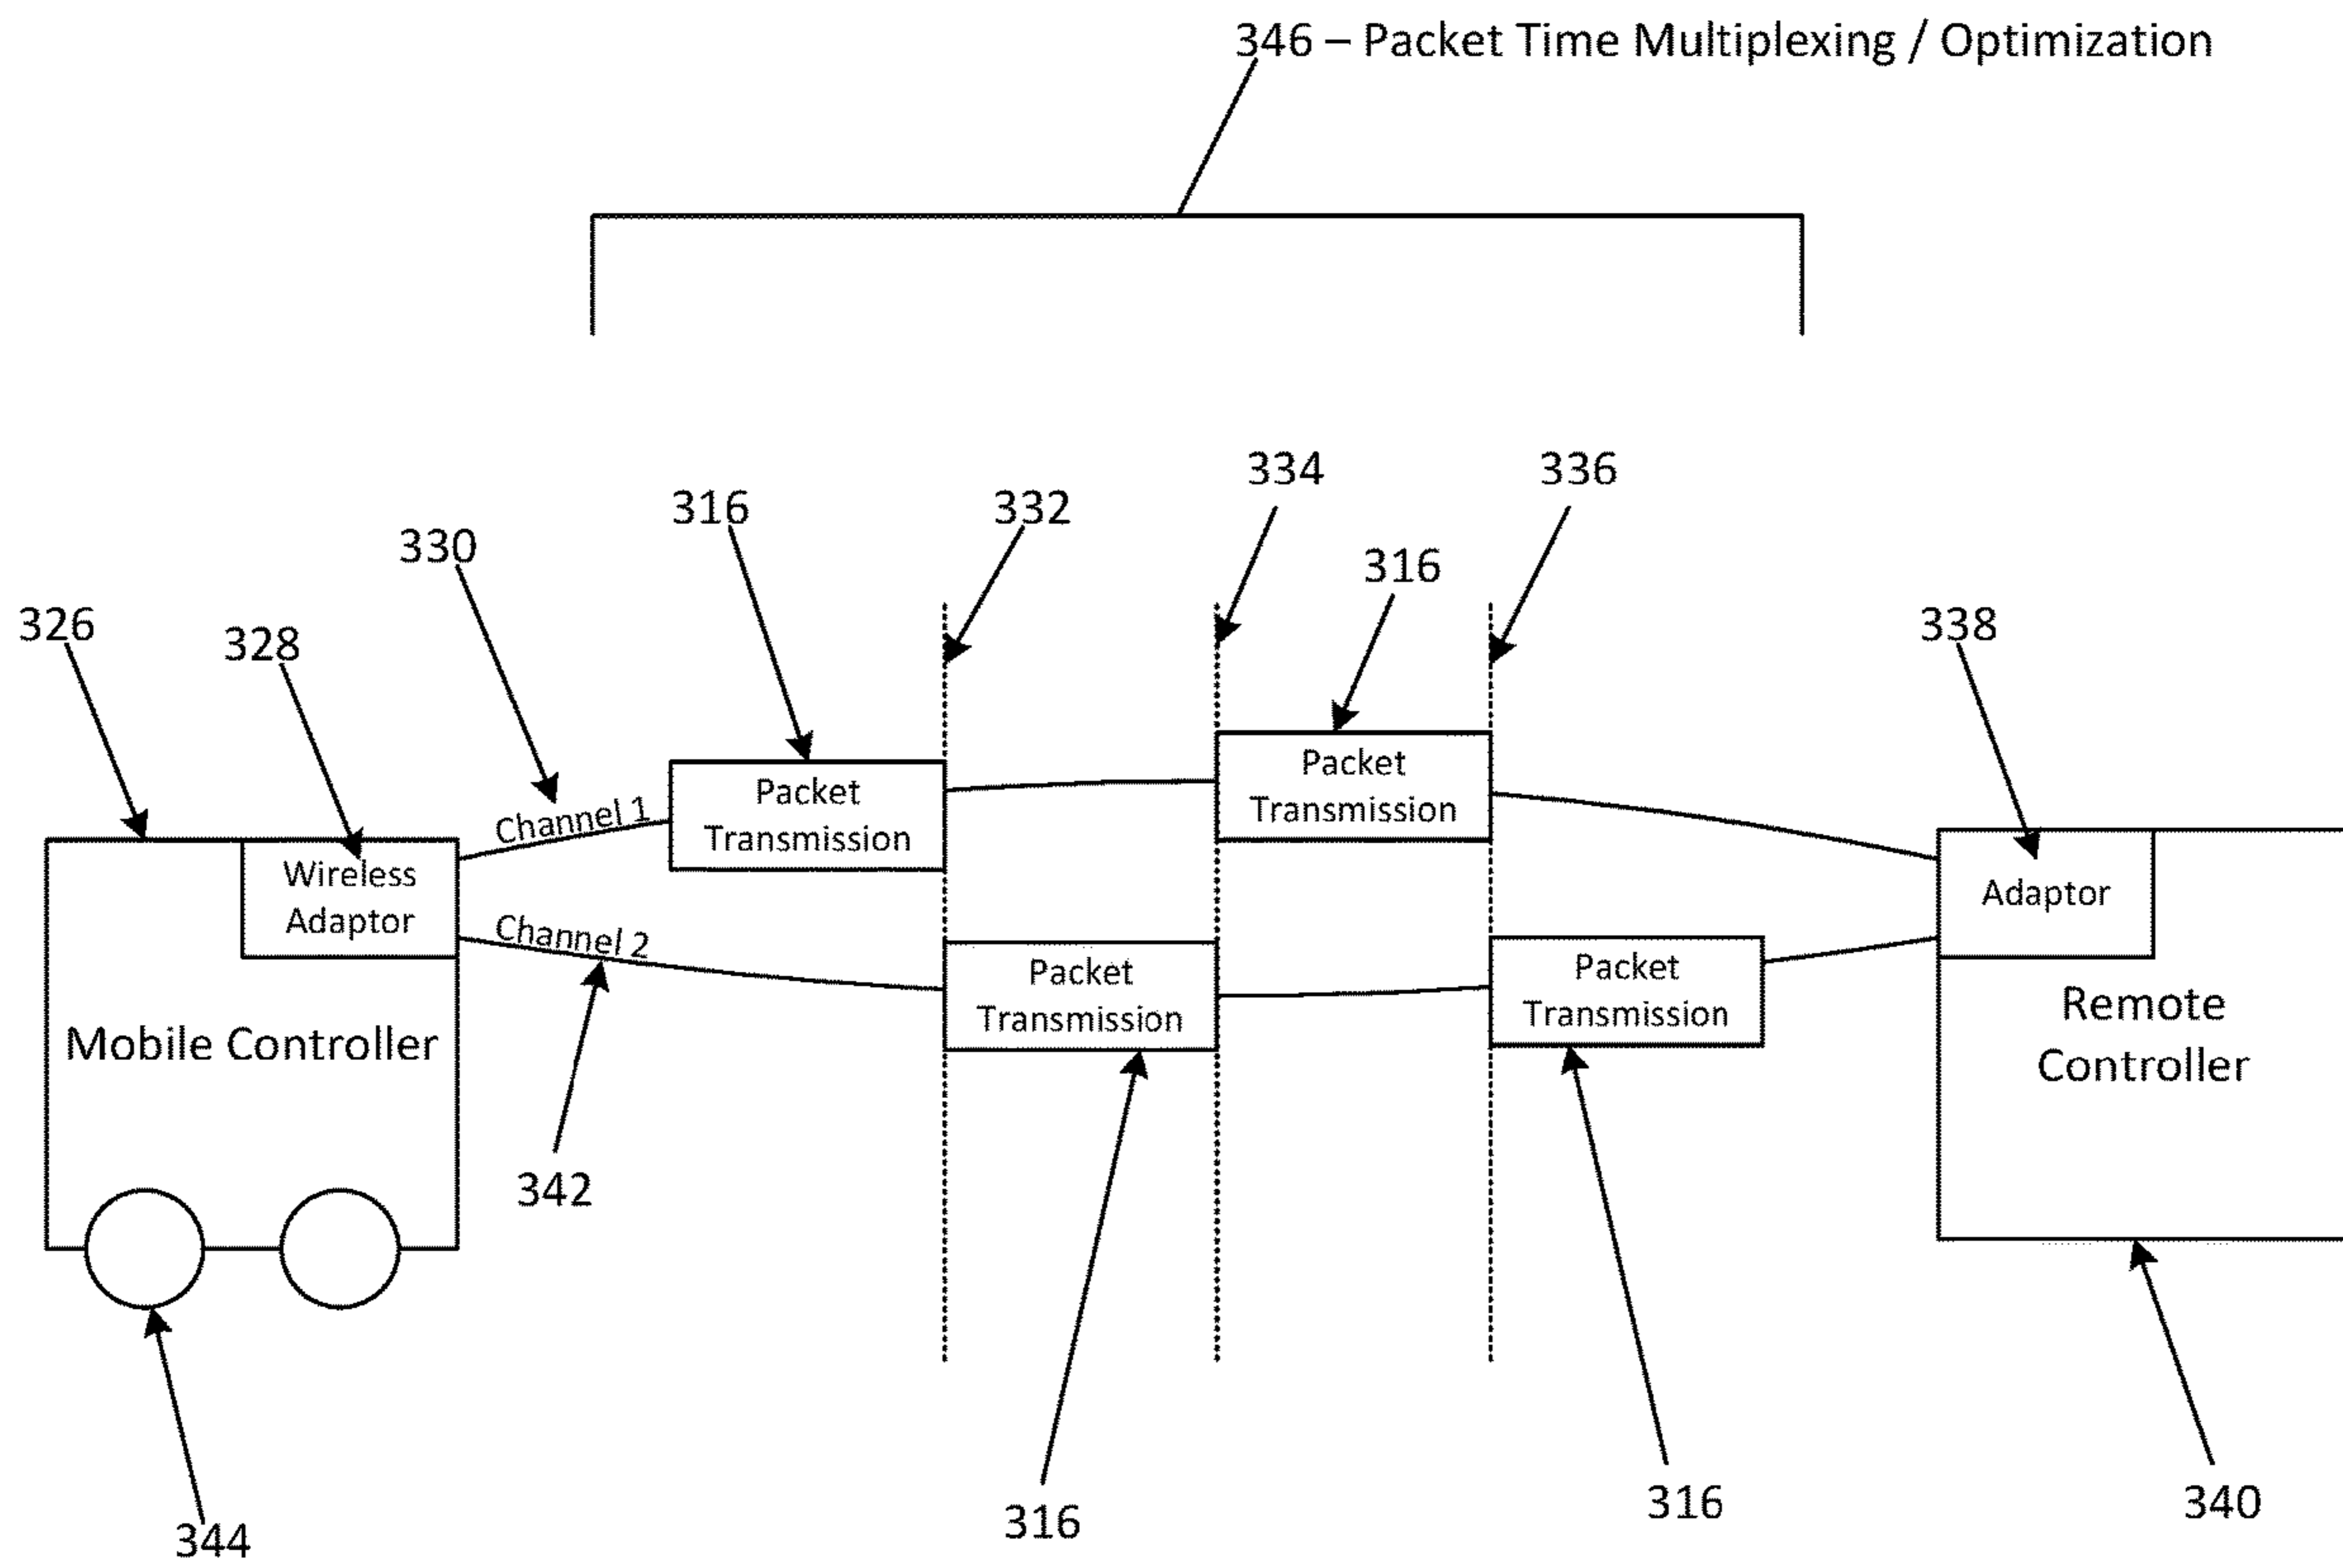 346 – Packet Time Multiplexing / Optimization
334
336
316
332
330
316
326
328
338
Packet
Transmission
Packet
Transmission
Channel 1
Wireless
Adaptor
Adaptor
Channel 2
Packet
Transmission
Packet
Transmission
Mobile Controller
Remote
Controller
342
316
316
340
344